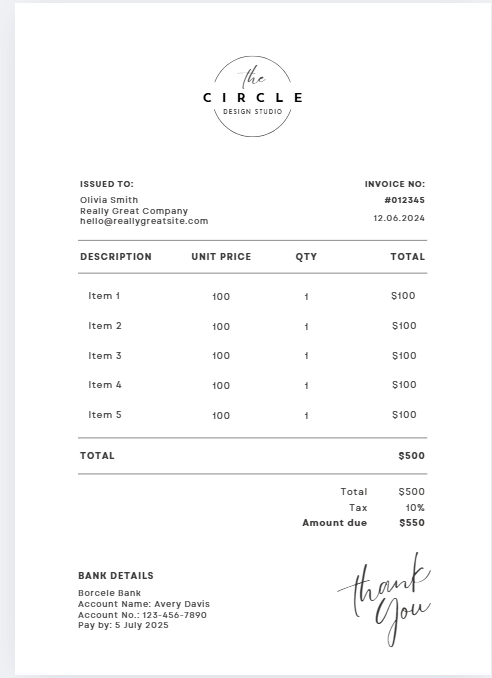 the
CIRCLE
DESIGN STUDIO
ISSUED TO: INVOICE NO:
Olivia Smith #012345
Really Great Company
hello@reallygreatsite.com 12.06.2024
DESCRIPTION UNIT PRICE QTY TOTAL
Item 1 100 1 $100
Item 2 100 1 $100
Item 3 100 1 $100
Item 4 100 1 $100
Item 5 100 1 $100
TOTAL $500
Total $500
Tax 10%
Amount due $550
BANK DETAILS
Borcele Bank
Account Name: Avery Davis
Account No.: 123-456-7890
Pay by: 5 July 2025
thank
you